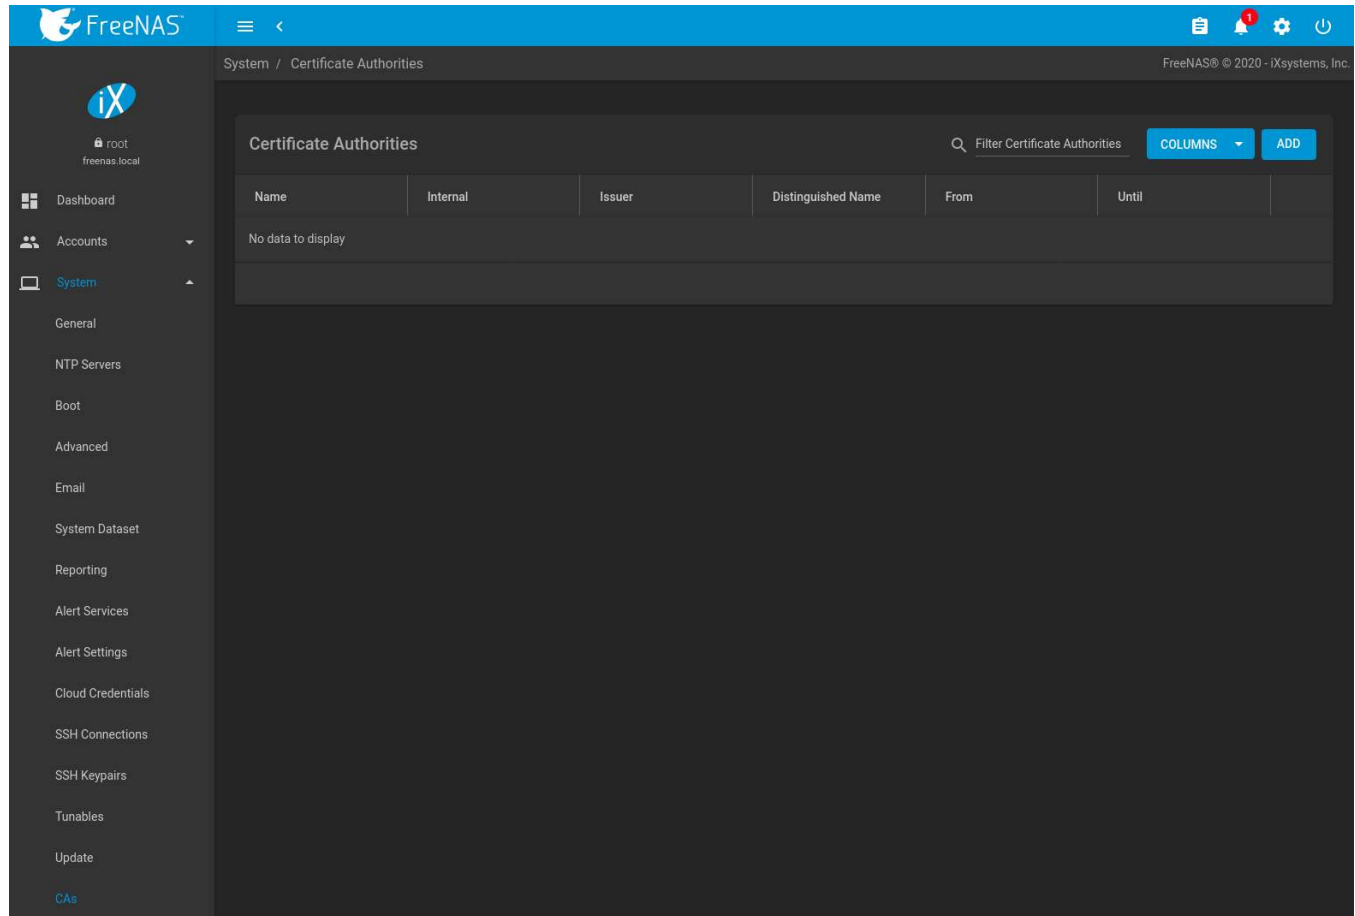 FreeNAS®
1
System / Certificate Authorities
FreeNAS® © 2020 - iXsystems, Inc.
iX
root
freenas.local
Dashboard
Accounts
System
General
NTP Servers
Boot
Advanced
Email
System Dataset
Reporting
Alert Services
Alert Settings
Cloud Credentials
SSH Connections
SSH Keypairs
Tunables
Update
CAs
Certificate Authorities
Filter Certificate Authorities
COLUMNS
ADD
Name Internal Issuer Distinguished Name From Until
No data to display